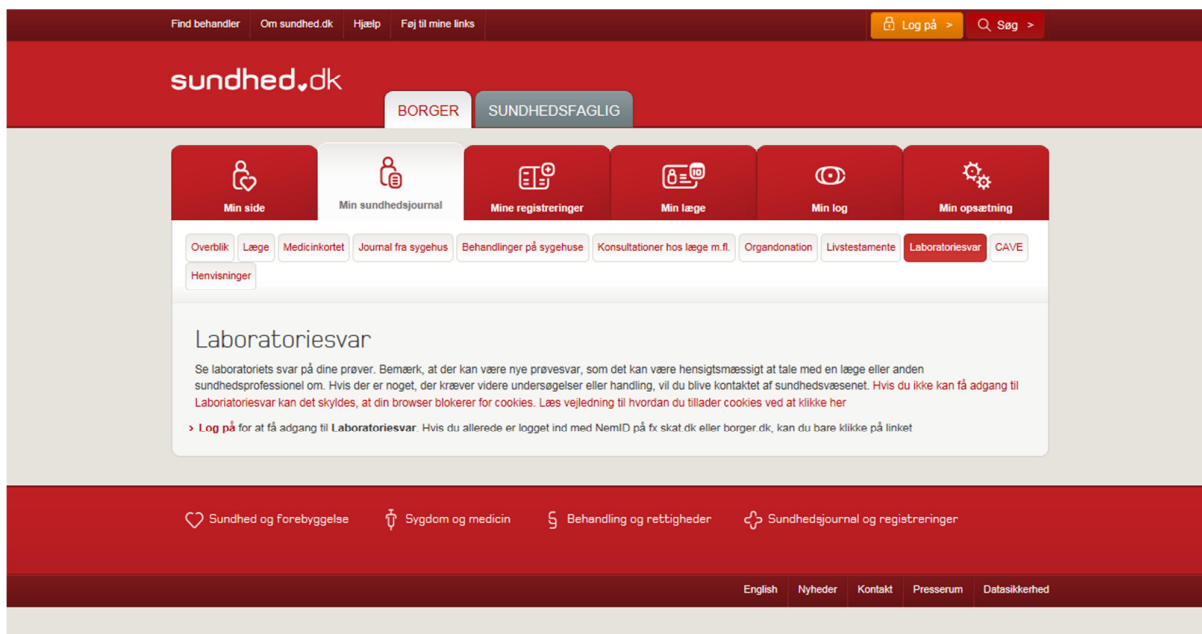 Find behandler Om sundhed.dk Hjælp Føj til mine links Log på > Søg >
sundhed.dk
BORGER SUNDHEDSFAGLIG
Min side Min sundhedsjournal Mine registreringer Min læge Min log Min opsætning
Overblik Læge Medicinkortet Journal fra sygehus Behandlinger på sygehuse Konsultationer hos læge m.fl. Organdonation Livstestamente Laboratoriesvar CAVE
Henvisninger
Laboratoriesvar
Se laboratoriets svar på dine prøver. Bemærk, at der kan være nye prøvesvar, som det kan være hensigtsmæssigt at tale med en læge eller anden
sundhedsprofessionel om. Hvis der er noget, der kræver videre undersøgelser eller handling, vil du blive kontaktet af sundhedsvæsenet. Hvis du ikke kan få adgang til
Laboriatoriesvar kan det skyldes, at din browser blokerer for cookies. Læs vejledning til hvordan du tillader cookies ved at klikke her
› Log på for at få adgang til Laboratoriesvar. Hvis du allerede er logget ind med NemID på fx skat.dk eller borger.dk, kan du bare klikke på linket
Sundhed og forebyggelse Sygdom og medicin § Behandling og rettigheder Sundhedsjournal og registreringer
English Nyheder Kontakt Presserum Datasikkerhed